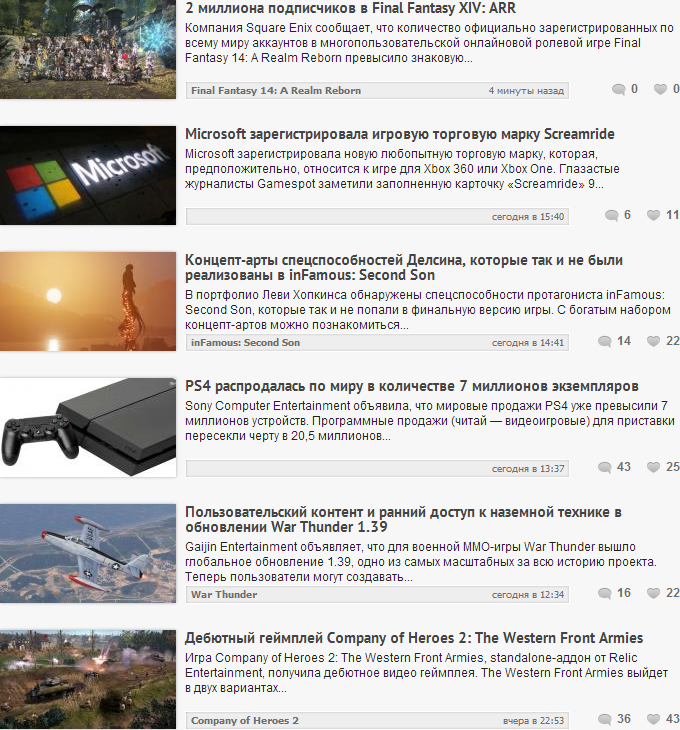 2 миллиона подписчиков в Final Fantasy XIV: ARR
Компания Square Enix сообщает, что количество официально зарегистрированных по
всему миру аккаунтов в многопользовательской онлайновой ролевой игре Final
Fantasy 14: A Realm Reborn превысило знаковую...
Final Fantasy 14: A Realm Reborn 4 минуты назад 0 0
Microsoft
Microsoft зарегистрировала игровую торговую марку Screamride
Microsoft зарегистрировала новую любопытную торговую марку, которая,
предположительно, относится к игре для Xbox 360 или Xbox One. Глазастые
журналисты Gamespot заметили заполненную карточку «Screamride» 9...
сегодня в 15:40 6 11
Концепт-арты спецспособностей Делсина, которые так и не были
реализованы в inFamous: Second Son
В портфолио Леви Хопкинса обнаружены спецспособности протагониста inFamous:
Second Son, которые так и не попали в финальную версию игры. С богатым набором
концепт-артов можно познакомиться...
inFamous: Second Son сегодня в 14:41 14 22
PS4 распродалась по миру в количестве 7 миллионов экземпляров
Sony Computer Entertainment объявила, что мировые продажи PS4 уже превысили 7
миллионов устройств. Программные продажи (читай — видеоигровые) для приставки
пересекли черту в 20,5 миллионов...
сегодня в 13:37 43 25
Пользовательский контент и ранний доступ к наземной технике в
обновлении War Thunder 1.39
Gaijin Entertainment объявляет, что для военной MMO-игры War Thunder вышло
глобальное обновление 1.39, одно из самых масштабных за всю историю проекта.
Теперь пользователи могут создавать...
War Thunder сегодня в 12:34 16 22
Дебютный геймплей Company of Heroes 2: The Western Front Armies
Игра Company of Heroes 2: The Western Front Armies, standalone-аддон от Relic
Entertainment, получила дебютное видео геймплея. The Western Front Armies выйдет
в двух вариантах...
Company of Heroes 2 вчера в 22:53 36 43